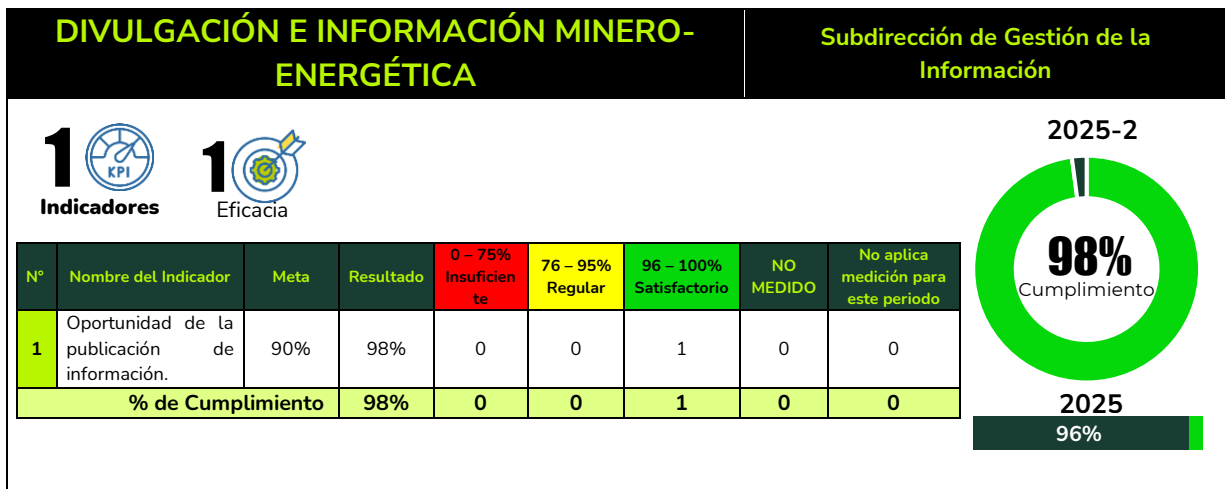 DIVULGACIÓN E INFORMACIÓN MINERO-
ENERGÉTICA
Subdirección de Gestión de la
Información
1
KPI
Indicadores
1
Eficacia
2025-2
98%
Cumplimiento
N°
Nombre del Indicador
Meta
Resultado
0 – 75%
Insuficien
te
76 – 95%
Regular
96 – 100%
Satisfactorio
NO
MEDIDO
No aplica
medición para
este periodo
1
Oportunidad de la
publicación de
información.
90%
98%
0
0
1
0
0
% de Cumplimiento
98%
0
0
1
0
0
2025
96%